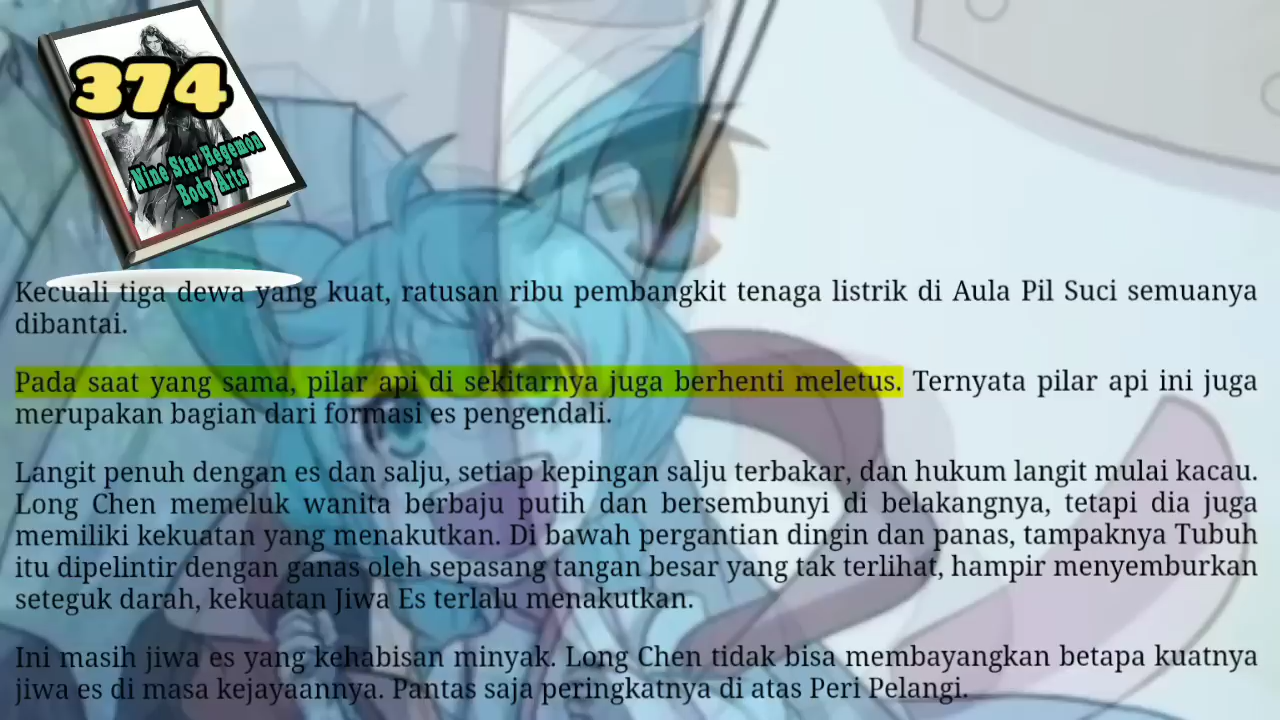 374
Nine Star Hegemon
Body Arts
Kecuali tiga dewa yang kuat, ratusan ribu pembangkit tenaga listrik di Aula Pil Suci semuanya
dibantai.
Pada saat yang sama, pilar api di sekitarnya juga berhenti meletus. Ternyata pilar api ini juga
merupakan bagian dari formasi es pengendali.
Langit penuh dengan es dan salju, setiap kepingan salju terbakar, dan hukum langit mulai kacau.
Long Chen memeluk wanita berbaju putih dan bersembunyi di belakangnya, tetapi dia juga
memiliki kekuatan yang menakutkan. Di bawah pergantian dingin dan panas, tampaknya Tubuh
itu dipelintir dengan ganas oleh sepasang tangan besar yang tak terlihat, hampir menyemburkan
seteguk darah, kekuatan Jiwa Es terlalu menakutkan.
Ini masih jiwa es yang kehabisan minyak. Long Chen tidak bisa membayangkan betapa kuatnya
jiwa es di masa kejayaannya. Pantas saja peringkatnya di atas Peri Pelangi.